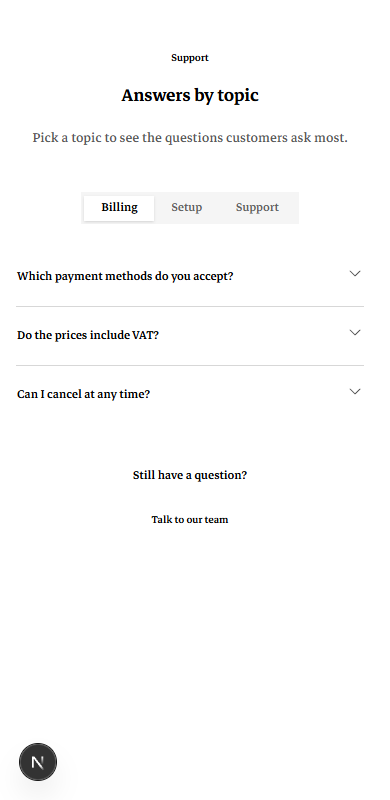 Support
Answers by topic
Pick a topic to see the questions customers ask most.
Billing Setup Support
Which payment methods do you accept?
Do the prices include VAT?
Can I cancel at any time?
Still have a question?
Talk to our team
N